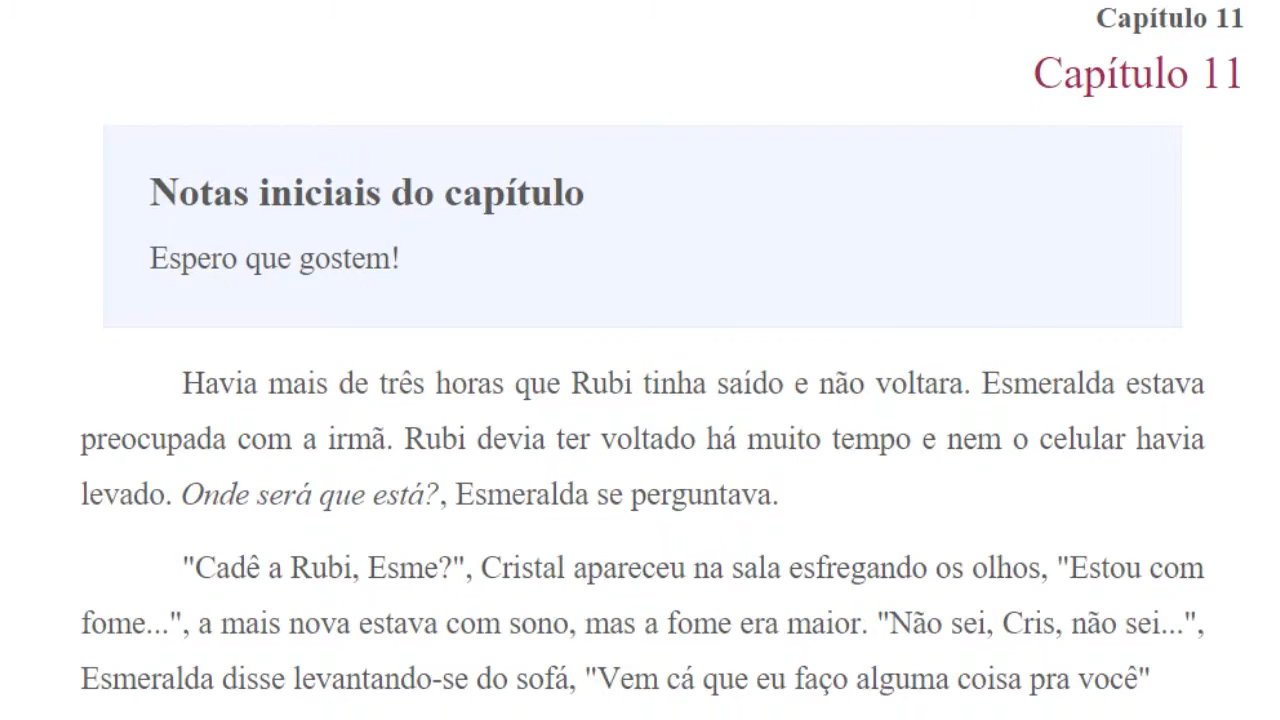 Capítulo 11
Capítulo 11
Notas iniciais do capítulo
Espero que gostem!
Havia mais de três horas que Rubi tinha saído e não voltara. Esmeralda estava
preocupada com a irmã. Rubi devia ter voltado há muito tempo e nem o celular havia
levado. Onde será que está?, Esmeralda se perguntava.
"Cadê a Rubi, Esme?", Cristal apareceu na sala esfregando os olhos, "Estou com
fome...", a mais nova estava com sono, mas a fome era maior. "Não sei, Cris, não sei...",
Esmeralda disse levantando-se do sofá, "Vem cá que eu faço alguma coisa pra você"